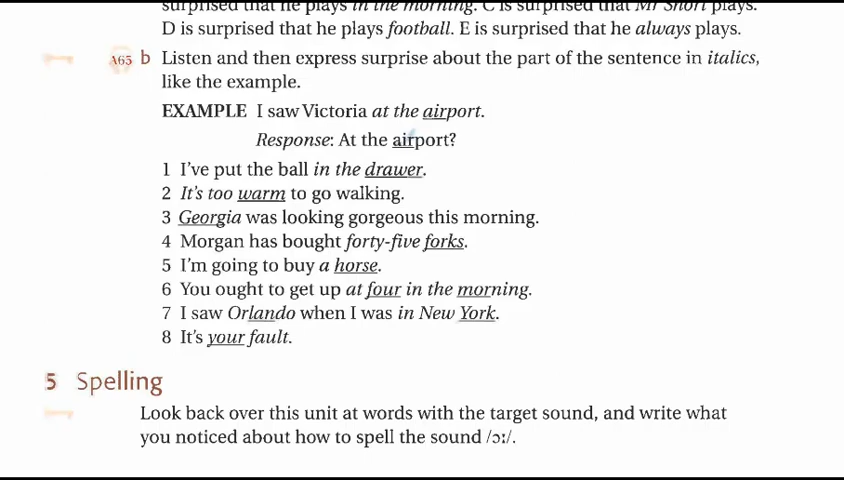 surprised that he plays in the morning. C is surprised that Mr Short plays.
D is surprised that he plays football. E is surprised that he always plays.
A65 b Listen and then express surprise about the part of the sentence in italics,
like the example.
EXAMPLE I saw Victoria at the airport.
Response: At the airport?
1 I've put the ball in the drawer.
2 It's too warm to go walking.
3 Georgia was looking gorgeous this morning.
4 Morgan has bought forty-five forks.
5 I'm going to buy a horse.
6 You ought to get up at four in the morning.
7 I saw Orlando when I was in New York.
8 It's your fault.
5 Spelling
Look back over this unit at words with the target sound, and write what
you noticed about how to spell the sound /ɔː/.